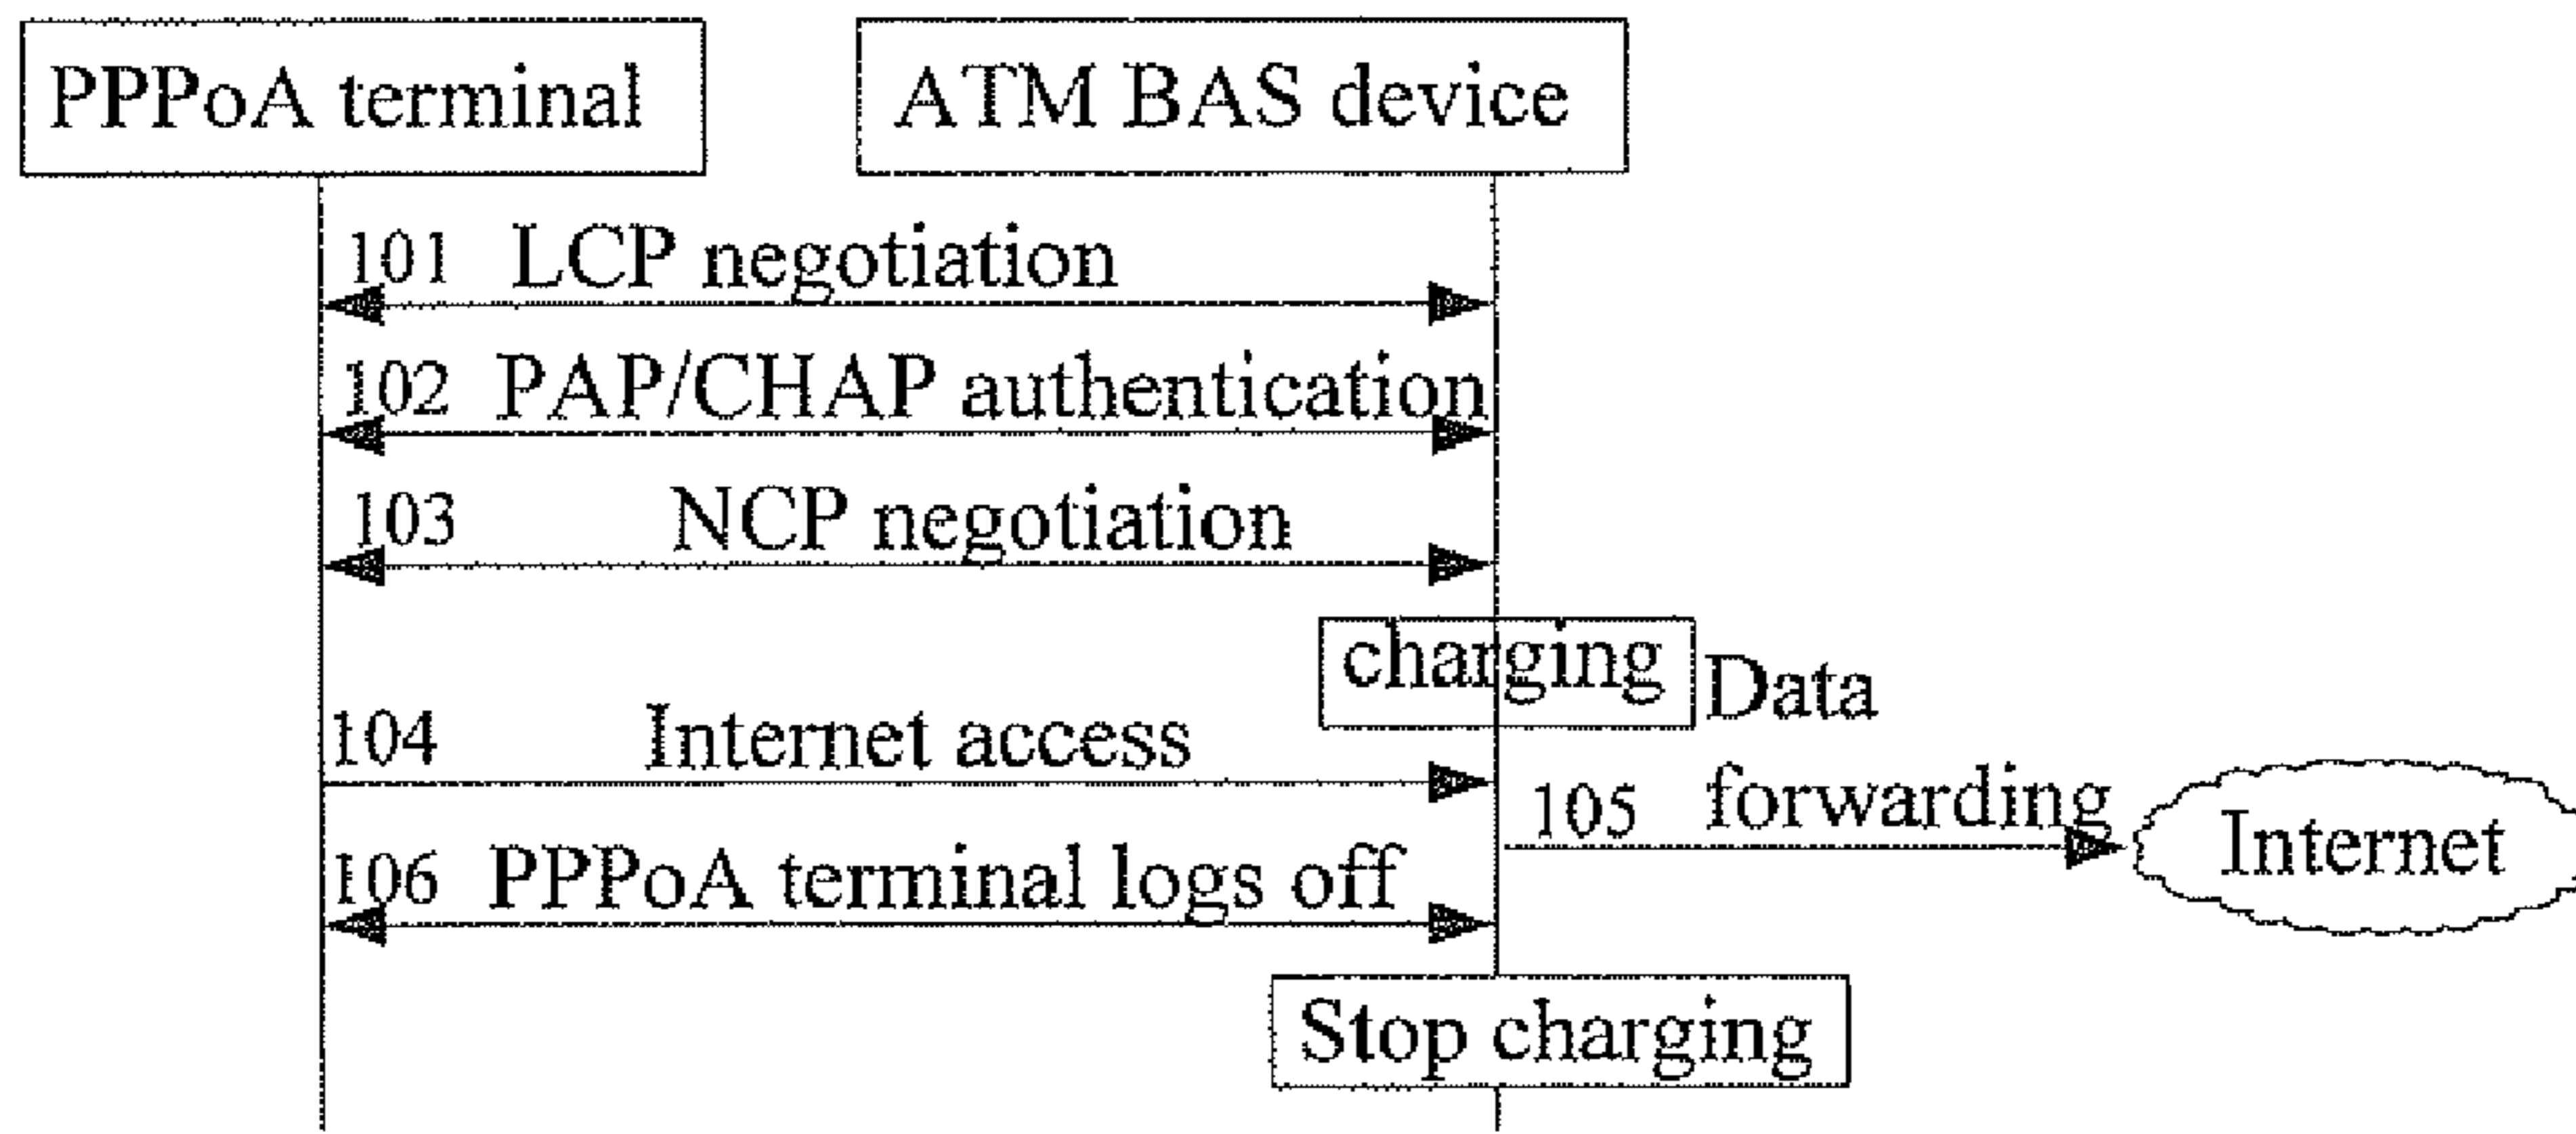 PPPoA terminal
ATM BAS device
101 LCP negotiation
102 PAP/CHAP authentication
103 NCP negotiation
charging
Data
104 Internet access
105 forwarding
Internet
106 PPPoA terminal logs off
Stop charging